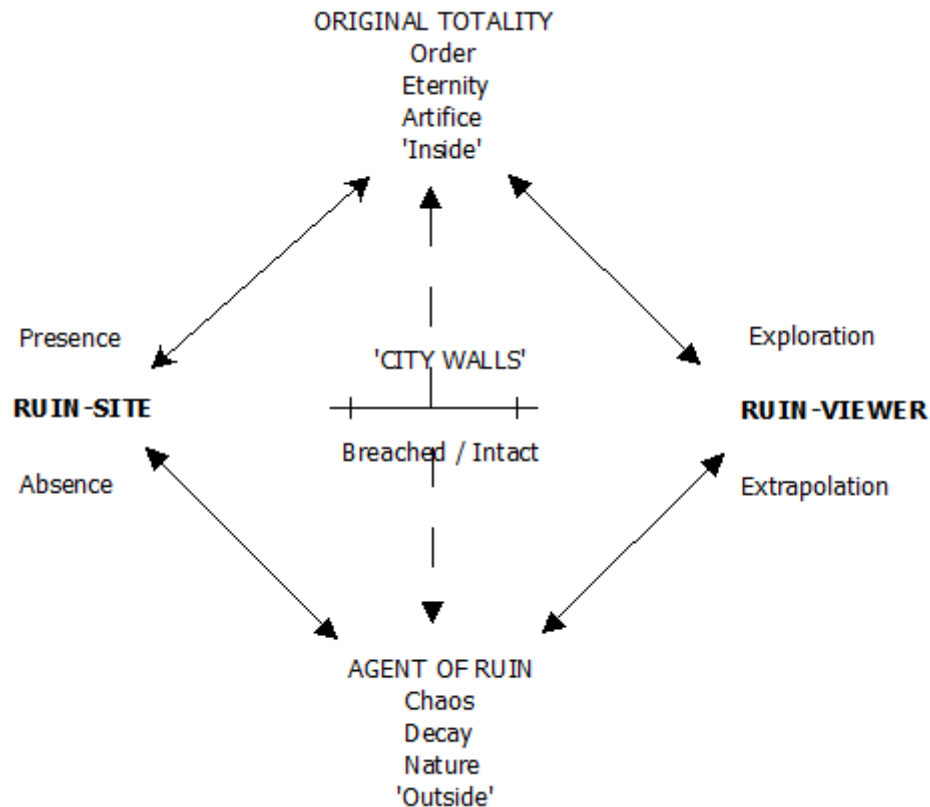 ORIGINAL TOTALITY
Order
Eternity
Artifice
'Inside'
Presence
Exploration
'CITY WALLS'
RUIN-SITE
RUIN-VIEWER
Breached / Intact
Absence
Extrapolation
AGENT OF RUIN
Chaos
Decay
Nature
'Outside'